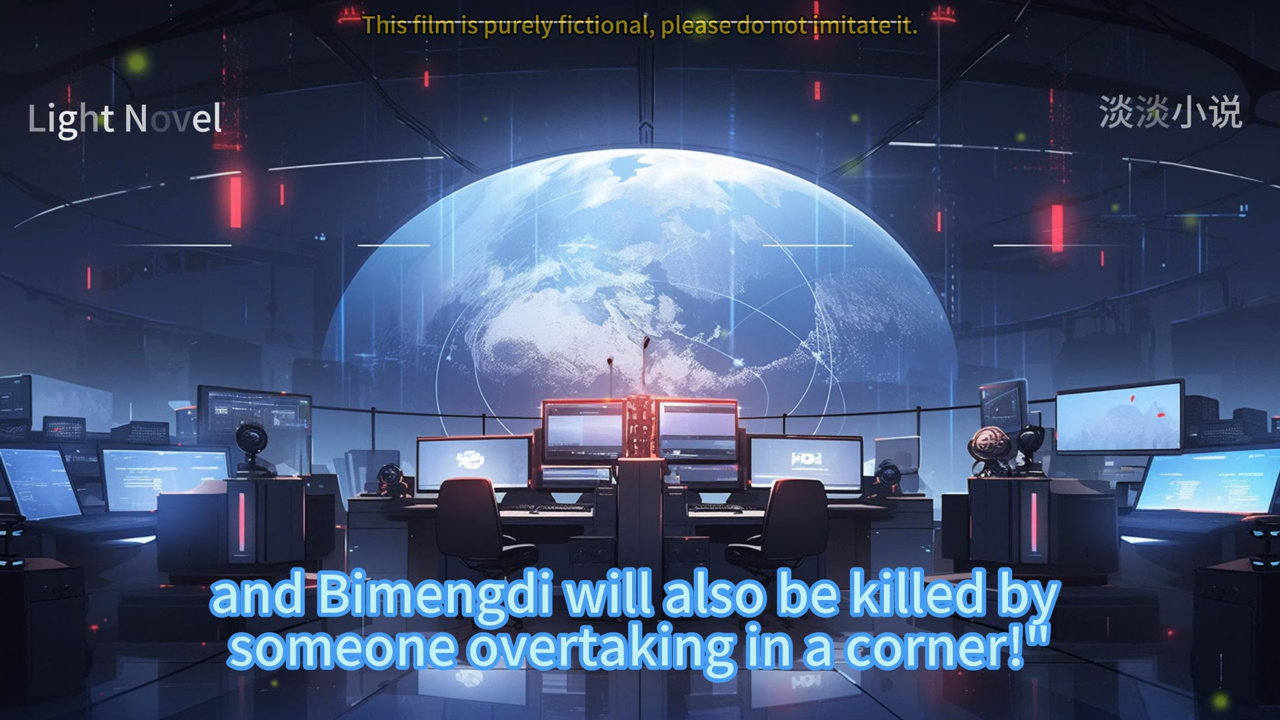 This film is purely fictional, please do not imitate it.
Light Novel
淡淡小说
and Bimengdi will also be killed by
someone overtaking in a corner!"